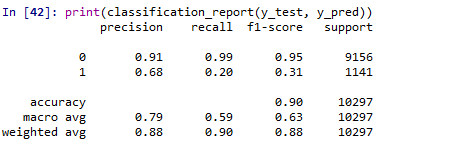 In [42]: print(classification_report(y_test, y_pred))
precision recall f1-score support
0 0.91 0.99 0.95 9156
1 0.68 0.20 0.31 1141
accuracy 0.90 10297
macro avg 0.79 0.59 0.63 10297
weighted avg 0.88 0.90 0.88 10297